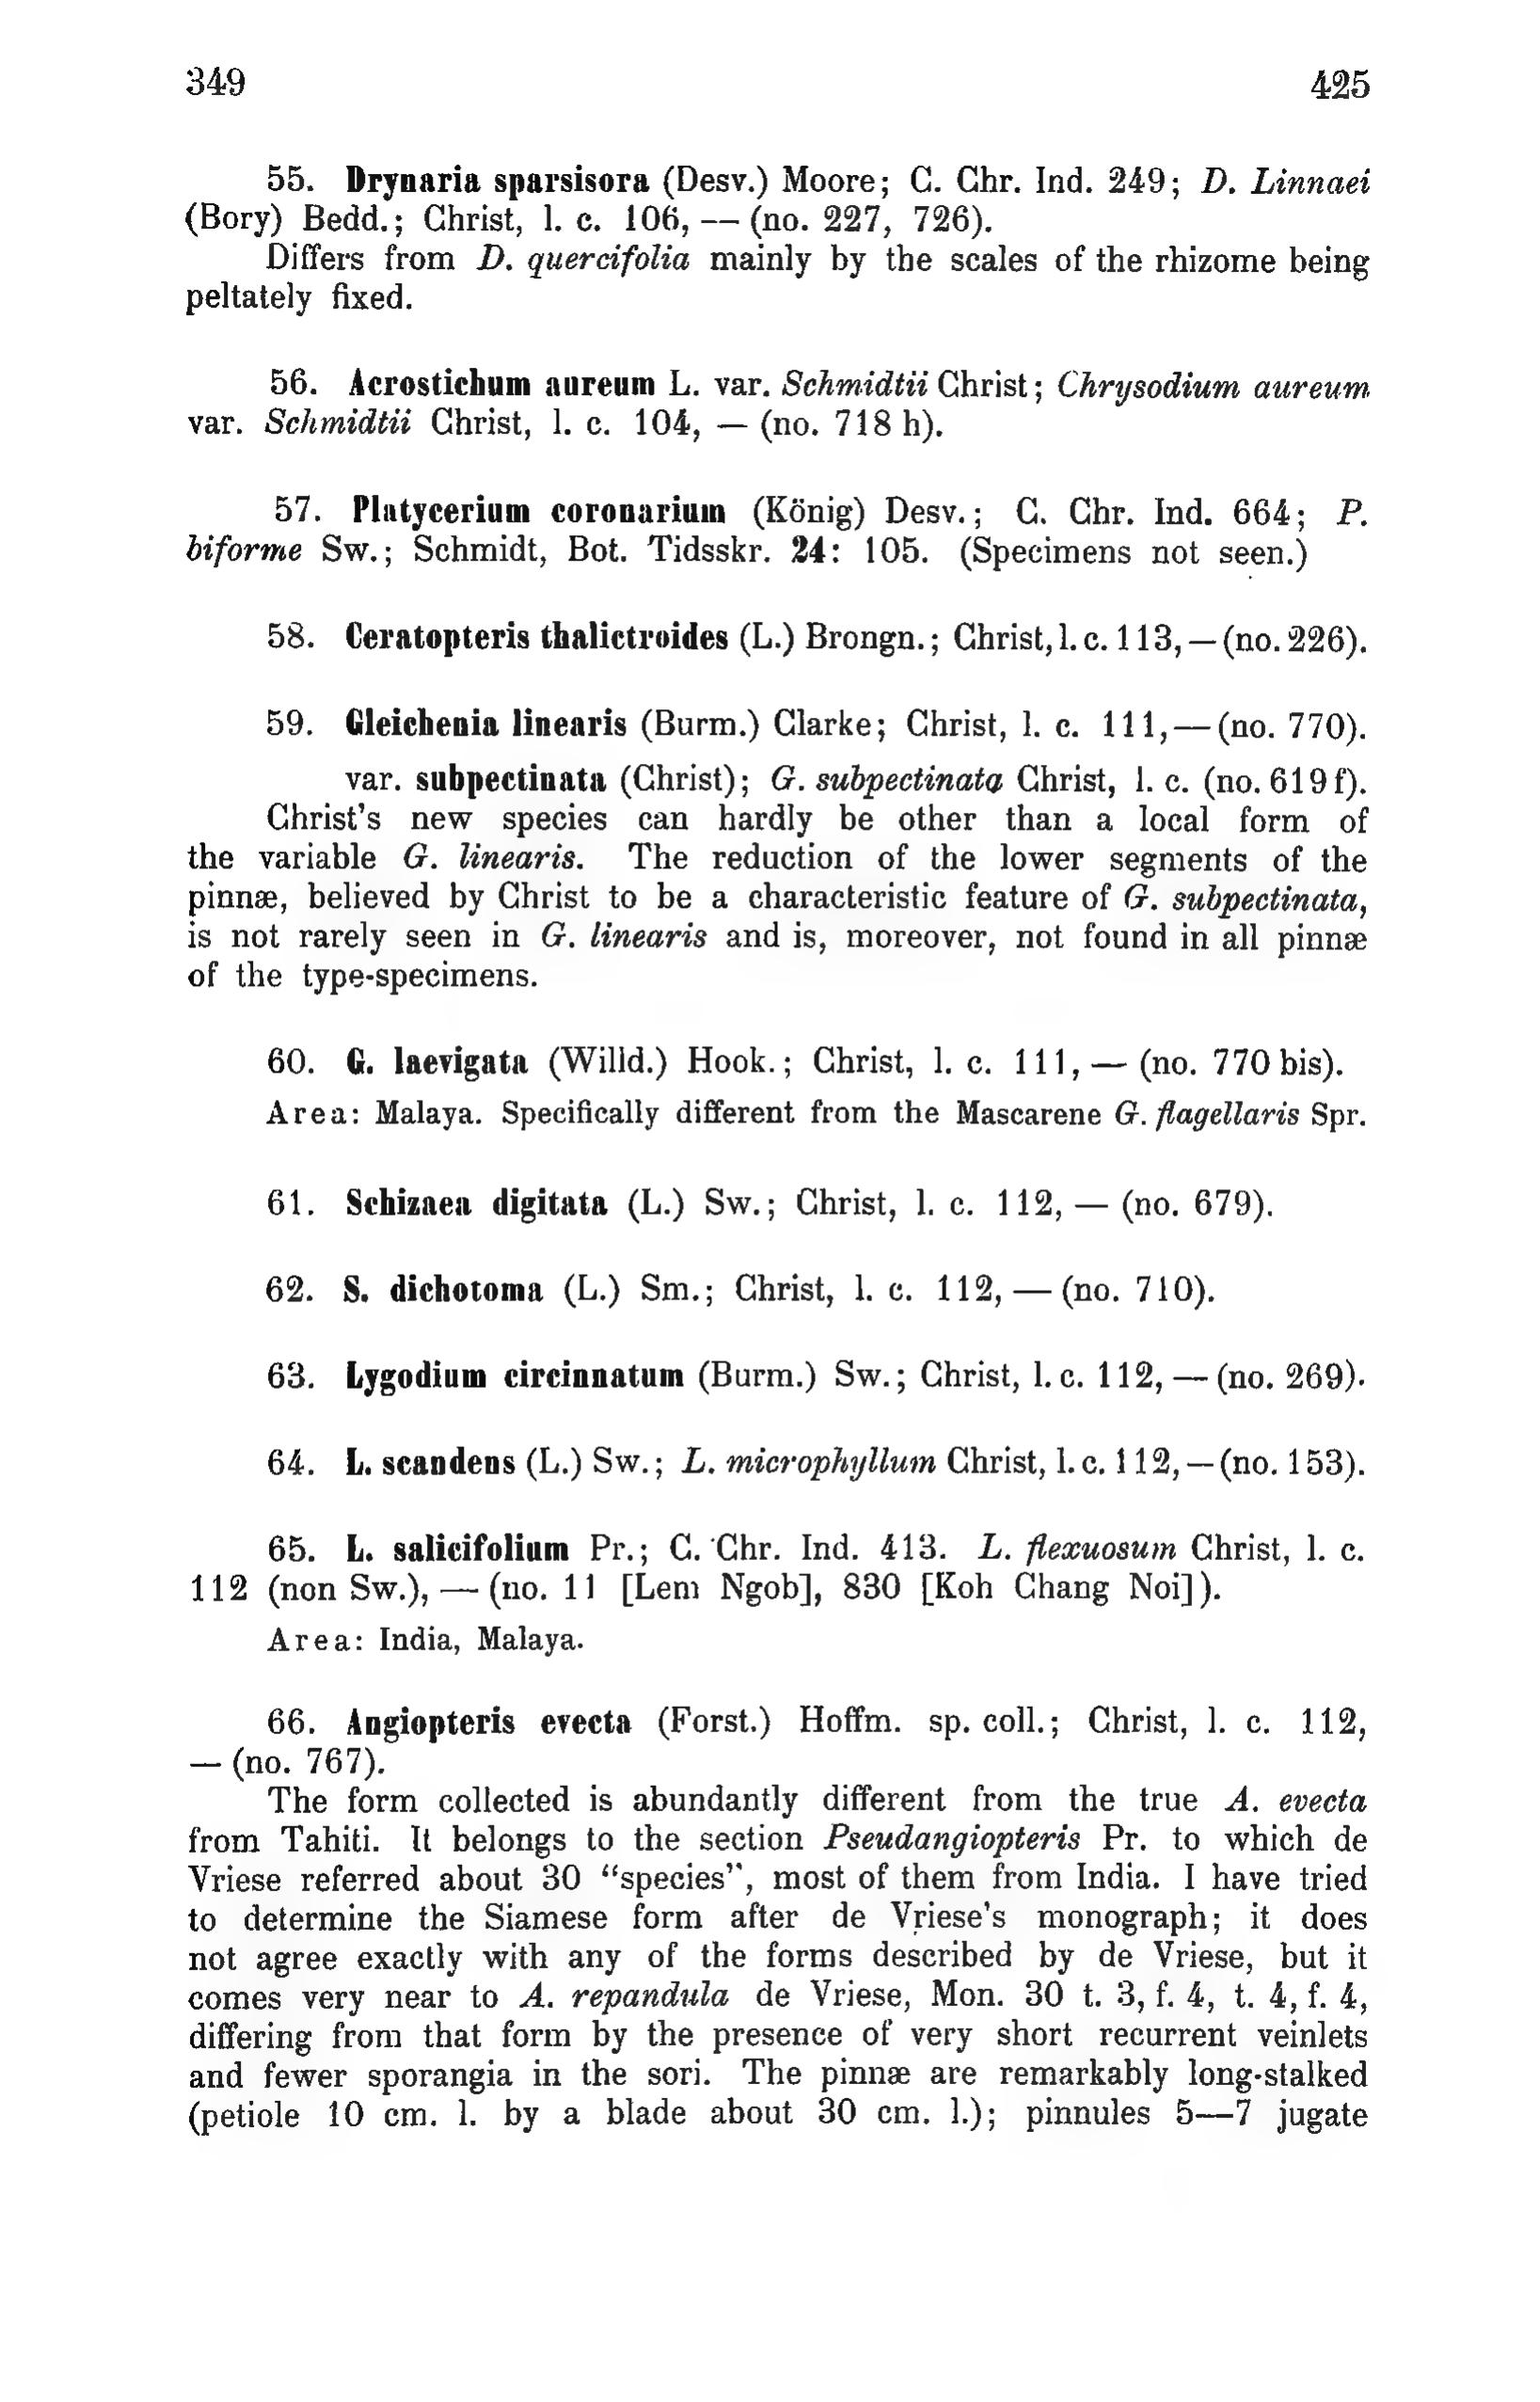 349 425
55. Drynaria sparsisora (Desv.) Moore; C. Chr. Ind. 249; D. Linnaei
(Bory) Bedd.; Christ, l. c. 106, — (no. 227, 726).
Differs from D. quercifolia mainly by the scales of the rhizome being
peltately fixed.
56. Acrostichum aureum L. var. Schmidtii Christ; Chrysodium aureum
var. Schmidtii Christ, l. c. 104, — (no. 718 h).
57. Platycerium coronarium (König) Desv.; C. Chr. Ind. 664; P.
biforme Sw.; Schmidt, Bot. Tidsskr. 24: 105. (Specimens not seen.)
58. Ceratopteris thalictroides (L.) Brongn.; Christ, l. c. 113, — (no. 226).
59. Gleichenia linearis (Burm.) Clarke; Christ, l. c. 111, — (no. 770).
var. subpectinata (Christ); G. subpectinata Christ, l. c. (no. 619 f).
Christ's new species can hardly be other than a local form of
the variable G. linearis. The reduction of the lower segments of the
pinnæ, believed by Christ to be a characteristic feature of G. subpectinata,
is not rarely seen in G. linearis and is, moreover, not found in all pinnæ
of the type-specimens.
60. G. laevigata (Willd.) Hook.; Christ, l. c. 111, — (no. 770 bis).
Area: Malaya. Specifically different from the Mascarene G. flagellaris Spr.
61. Schizaea digitata (L.) Sw.; Christ, l. c. 112, — (no. 679).
62. S. dichotoma (L.) Sm.; Christ, l. c. 112, — (no. 710).
63. Lygodium circinnatum (Burm.) Sw.; Christ, l. c. 112, — (no. 269).
64. L. scandens (L.) Sw.; L. microphyllum Christ, l. c. 112, — (no. 153).
65. L. salicifolium Pr.; C. Chr. Ind. 413. L. flexuosum Christ, l. c.
112 (non Sw.), — (no. 11 [Lem Ngob], 830 [Koh Chang Noi]).
Area: India, Malaya.
66. Angiopteris evecta (Forst.) Hoffm. sp. coll.; Christ, l. c. 112,
— (no. 767).
The form collected is abundantly different from the true A. evecta
from Tahiti. It belongs to the section Pseudangiopteris Pr. to which de
Vriese referred about 30 “species”, most of them from India. I have tried
to determine the Siamese form after de Vriese's monograph; it does
not agree exactly with any of the forms described by de Vriese, but it
comes very near to A. repandula de Vriese, Mon. 30 t. 3, f. 4, t. 4, f. 4,
differing from that form by the presence of very short recurrent veinlets
and fewer sporangia in the sori. The pinnæ are remarkably long-stalked
(petiole 10 cm. l. by a blade about 30 cm. l.); pinnules 5—7 jugate